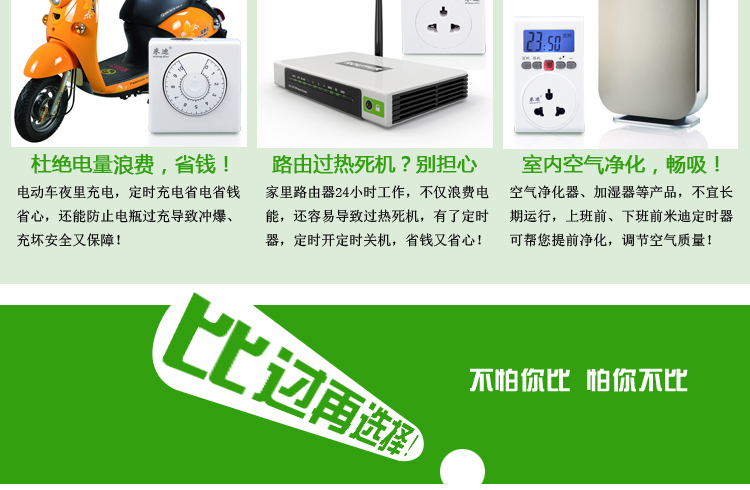 米迪
23:50
米迪
杜绝电量浪费，省钱！
电动车夜里充电，定时充电省电省钱
省心，还能防止电瓶过充导致冲爆、
充坏安全又保障！
路由过热死机？别担心
家里路由器24小时工作，不仅浪费电
能，还容易导致过热死机，有了定时
器，定时开定时关机，省钱又省心！
室内空气净化，畅吸！
空气净化器、加湿器等产品，不宜长
期运行，上班前、下班前米迪定时器
可帮您提前净化，调节空气质量！
比过再选择！
不怕你比 怕你不比